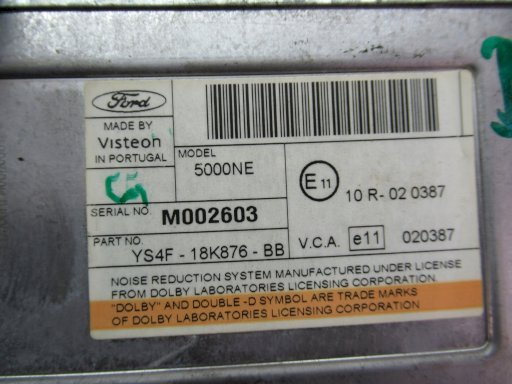 Ford
MADE BY
Visteon
IN PORTUGAL
MODEL
5000NE
SERIAL NO
M002603
PART NO.
YS4F - 18K876 - BB
E11
10 R- 02 0387
V.C.A. e11 020387
NOISE REDUCTION SYSTEM MANUFACTURED UNDER LICENSE
FROM DOLBY LABORATORIES LICENSING CORPORATION.
"DOLBY" AND DOUBLE -D SYMBOL ARE TRADE MARKS
OF DOLBY LABORATORIES LICENSING CORPORATION.